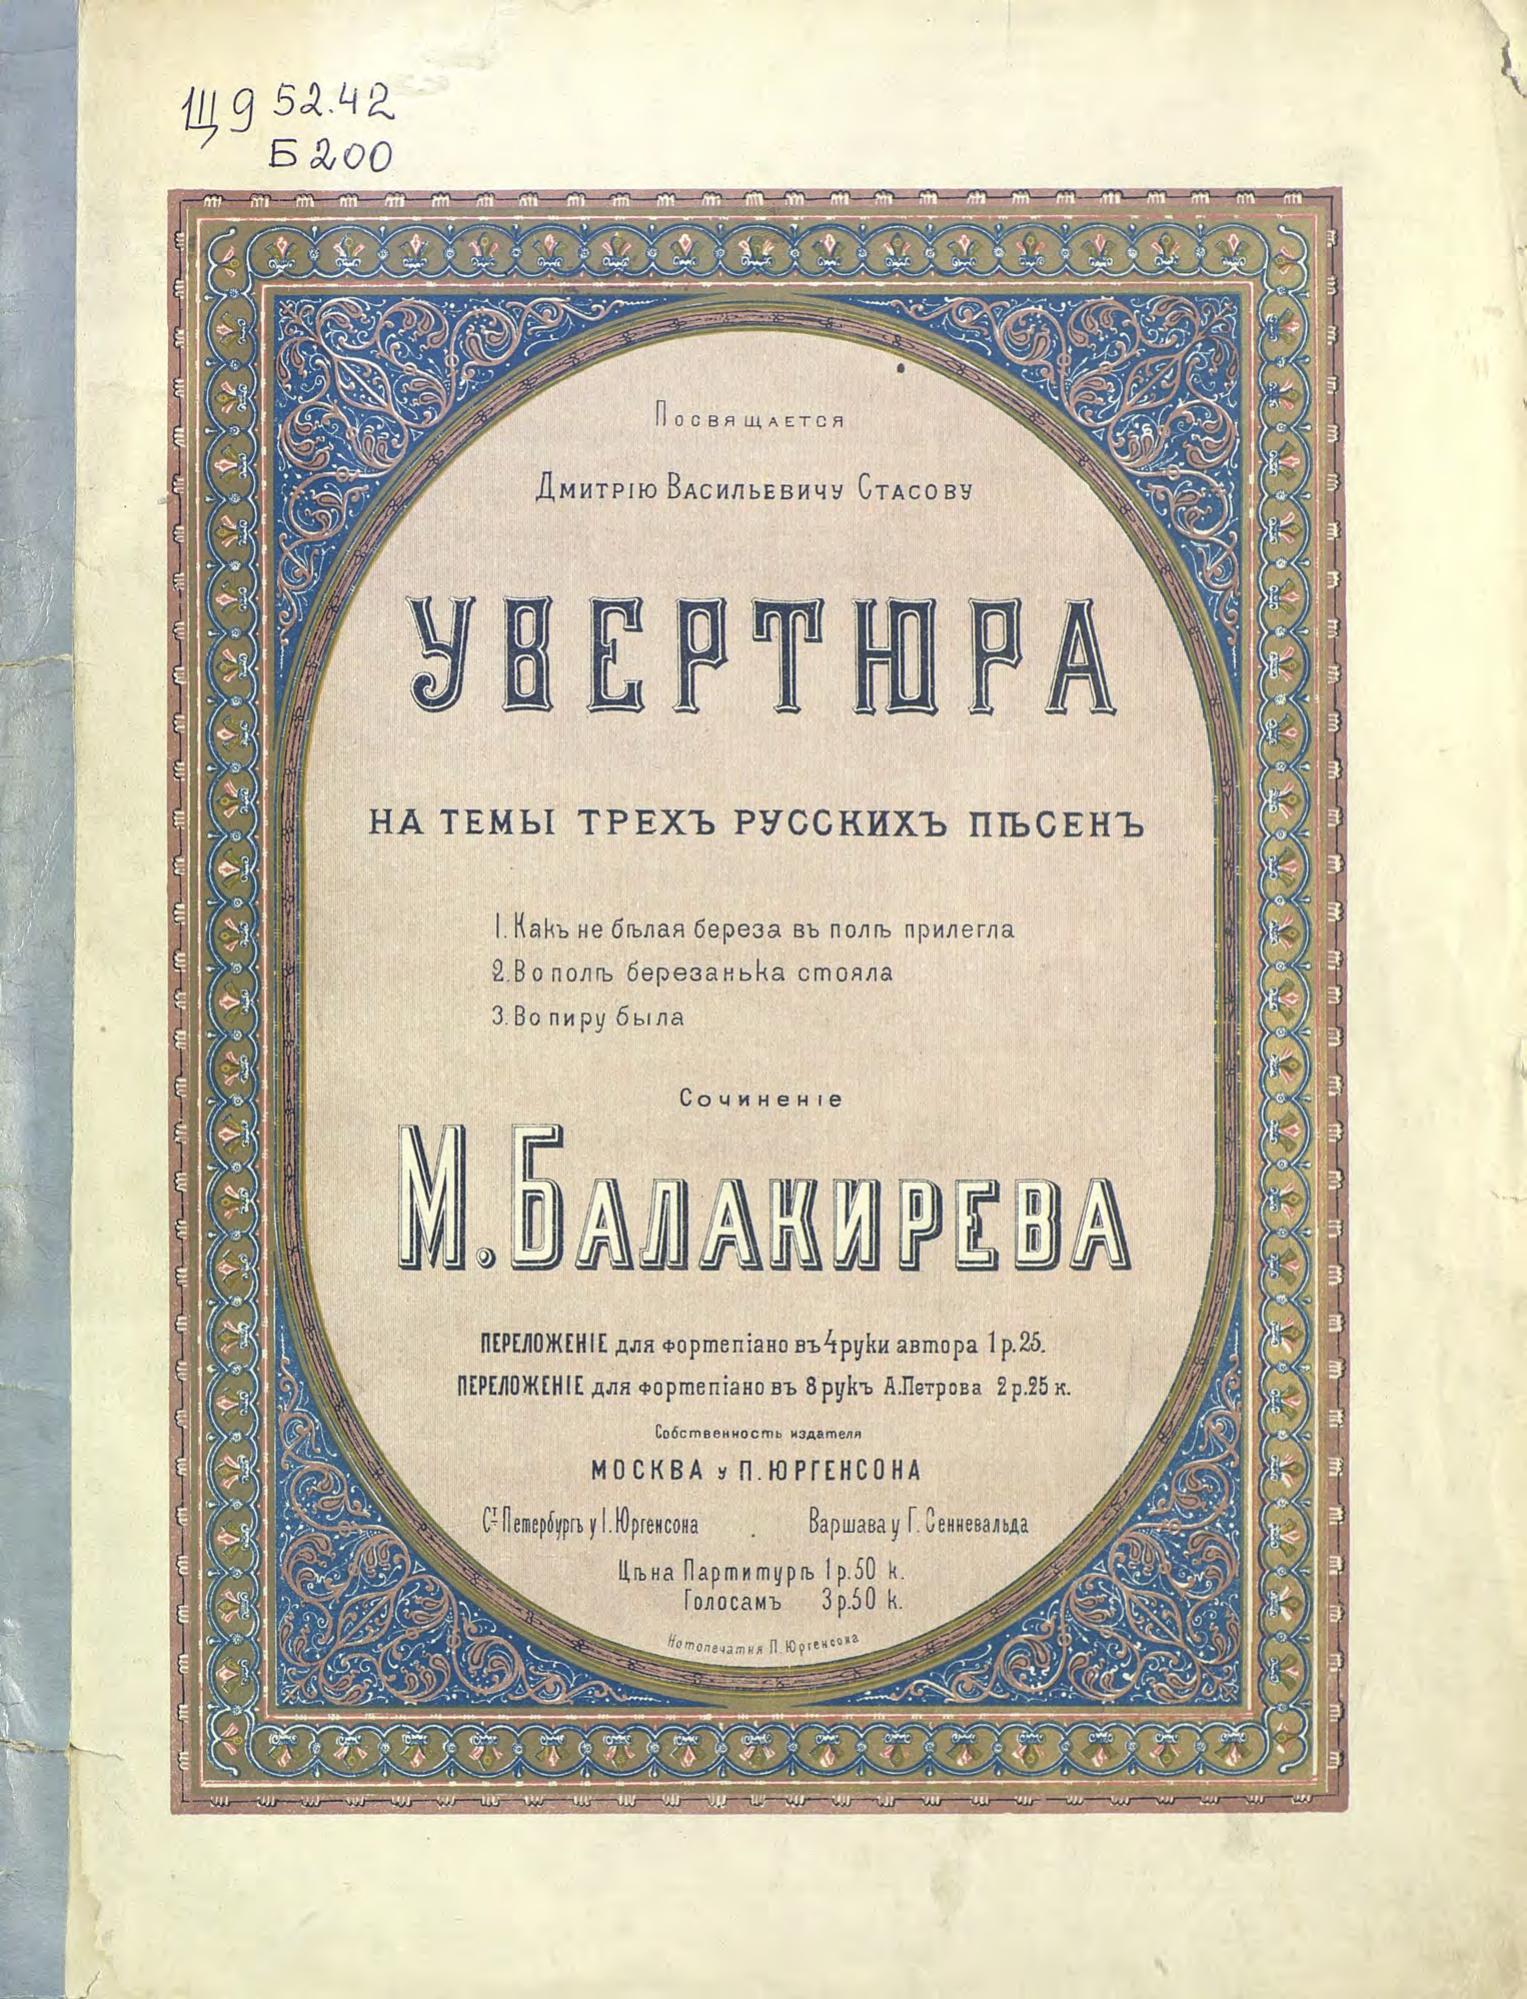 Щ9 52.42
Б200
Посвящается
Дмитрію Васильевичу Стасову
УВЕРТЮРА
НА ТЕМЫ ТРЕХЪ РУССКИХЪ ПѢСЕНЪ
1. Какъ не бѣлая береза въ полѣ прилегла
2. Во полѣ березанька стояла
3. Во пиру была
Сочиненіе
М. БАЛАКИРЕВА
ПЕРЕЛОЖЕНІЕ для фортепіано въ 4 руки автора 1 р. 25.
ПЕРЕЛОЖЕНІЕ для фортепіано въ 8 рукъ А. Петрова 2 р. 25 к.
Собственность издателя
МОСКВА у П. ЮРГЕНСОНА
Ст Петербургъ у І. Юргенсона . Варшава у Г. Сенневальда
Цѣна Партитурѣ 1 р. 50 к.
Голосамъ 3 р. 50 к.
Нотопечатня П. Юргенсона